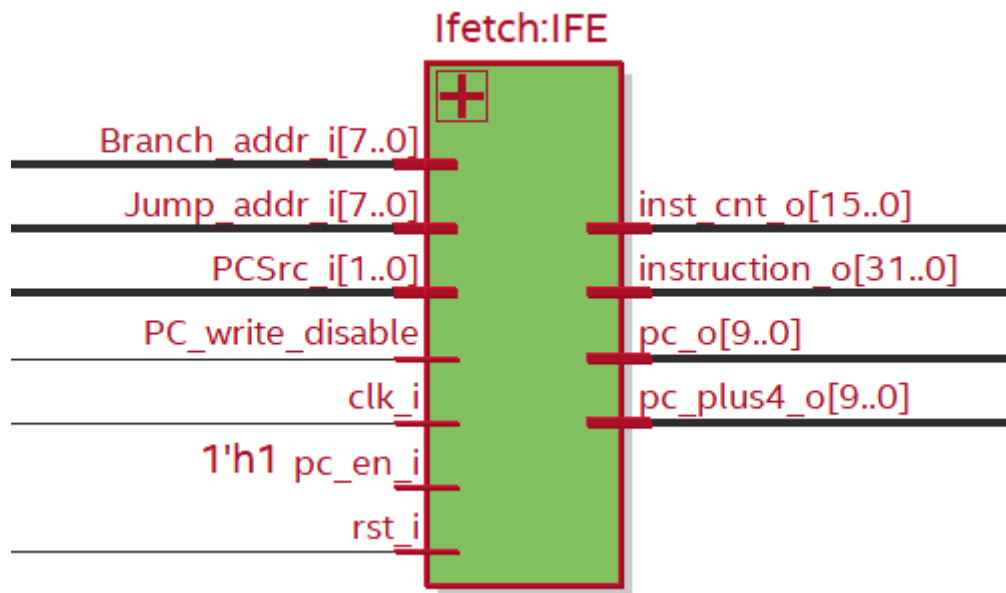 Ifetch:IFE
Branch_addr_i[7..0]
Jump_addr_i[7..0]
PCSrc_i[1..0]
PC_write_disable
clk_i
1'h1 pc_en_i
rst_i
inst_cnt_o[15..0]
instruction_o[31..0]
pc_o[9..0]
pc_plus4_o[9..0]